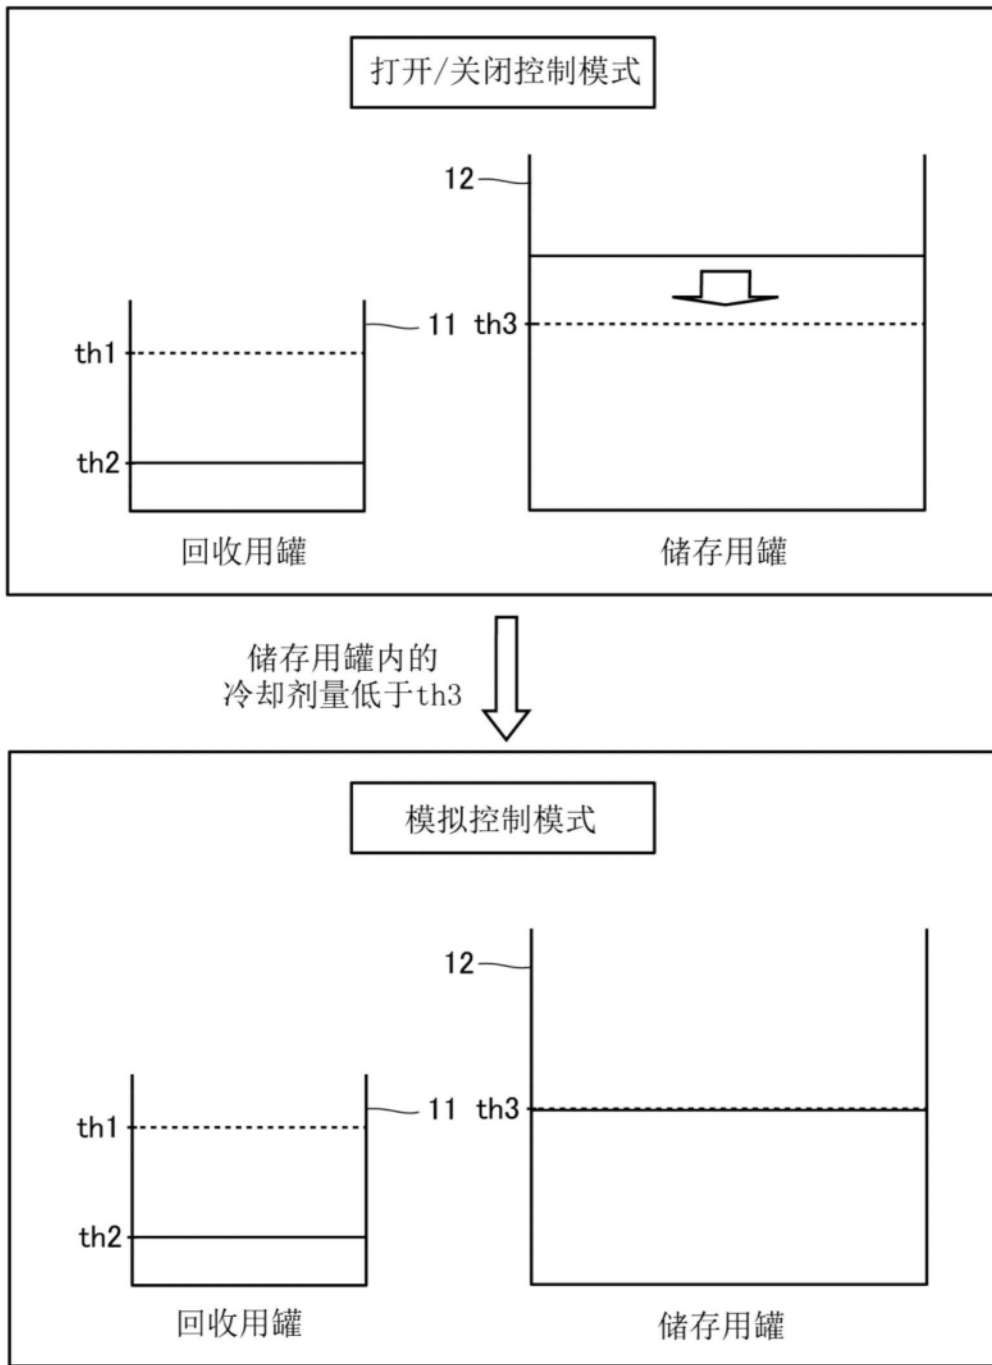 打开/关闭控制模式
12
11
th3
th1
th2
回收用罐
储存用罐
储存用罐内的
冷却剂量低于th3
模拟控制模式
12
11
th3
th1
th2
回收用罐
储存用罐